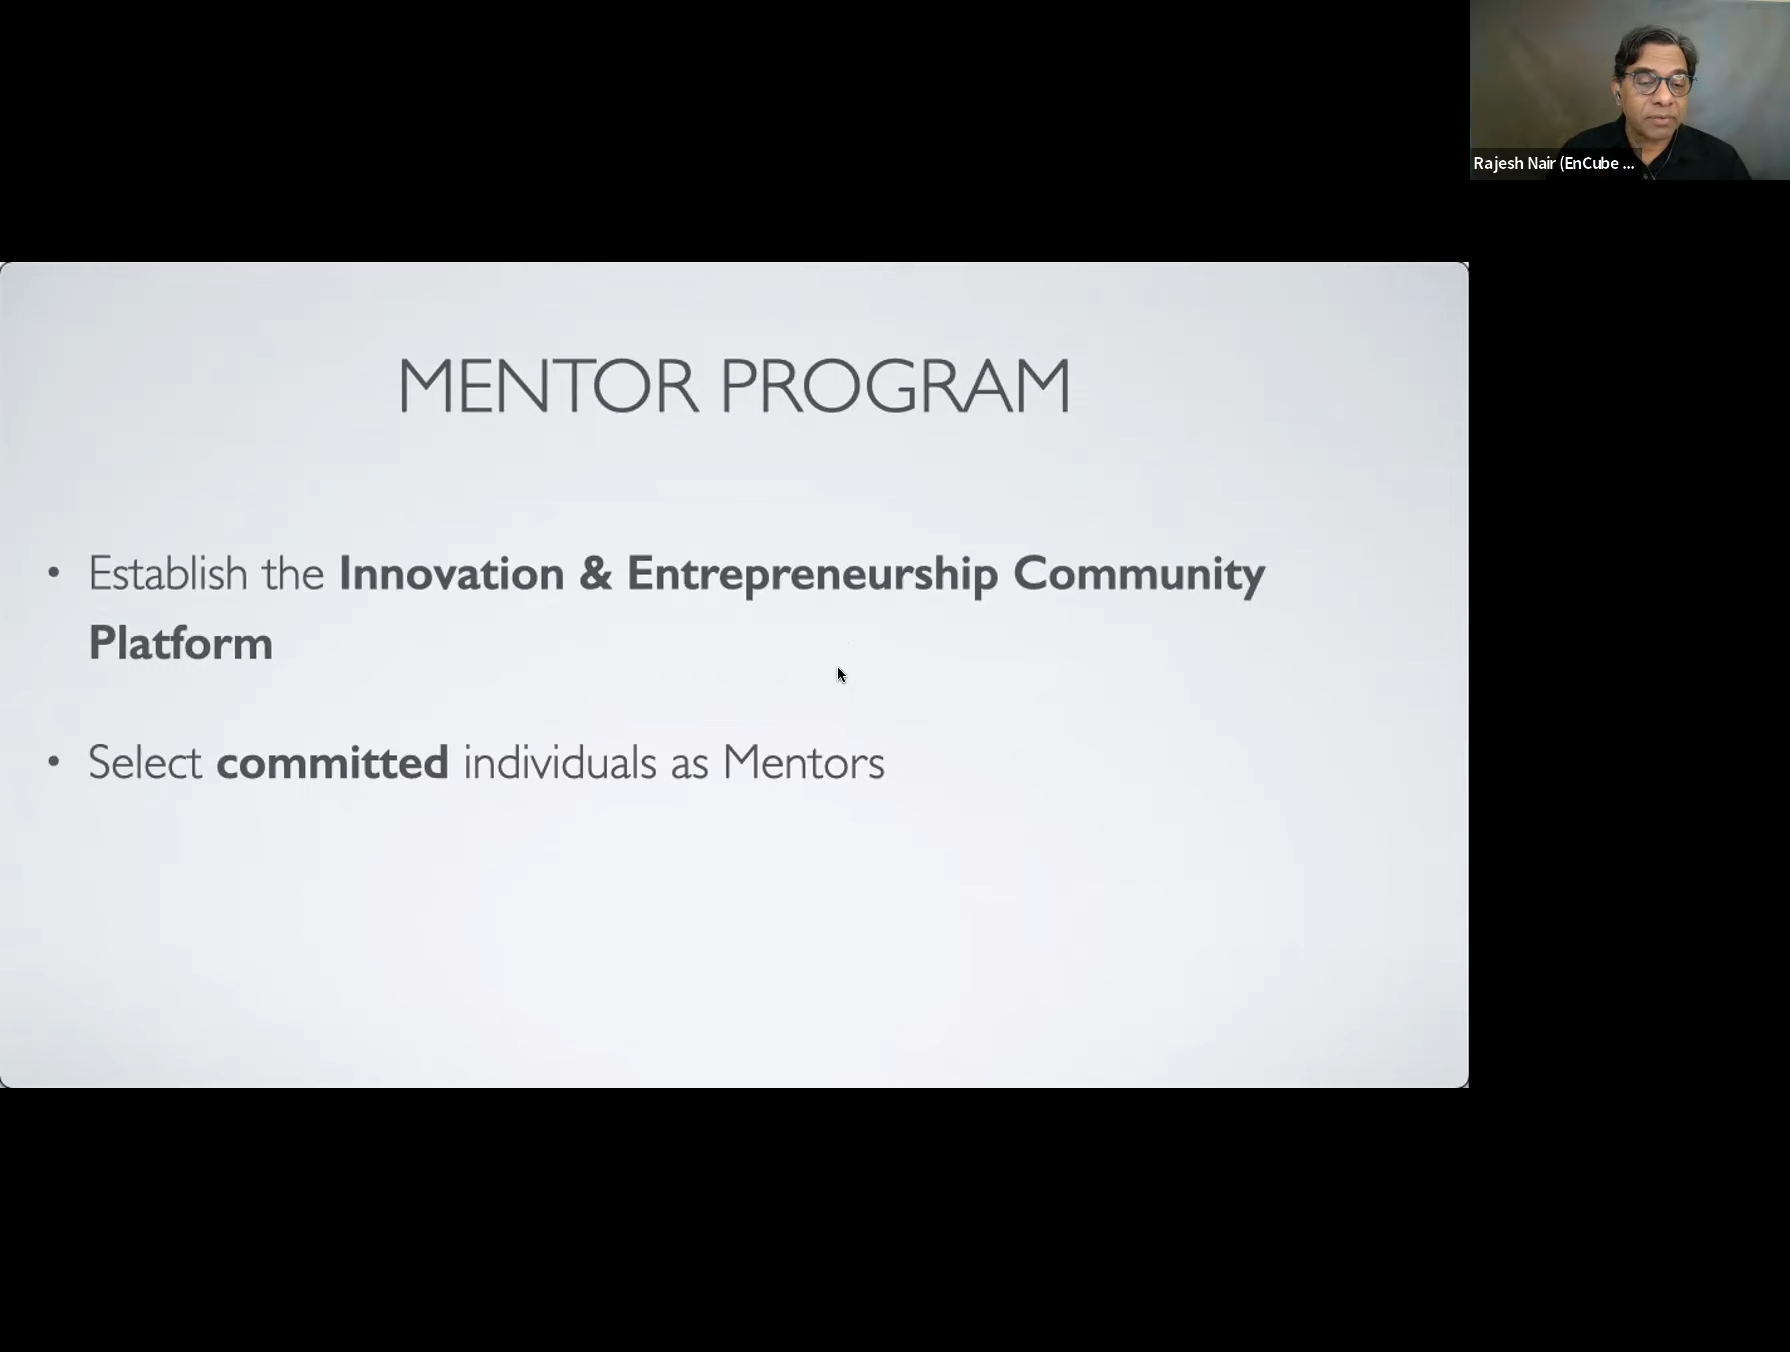 Rajesh Nair (EnCube ...
MENTOR PROGRAM
• Establish the Innovation & Entrepreneurship Community
Platform
• Select committed individuals as Mentors